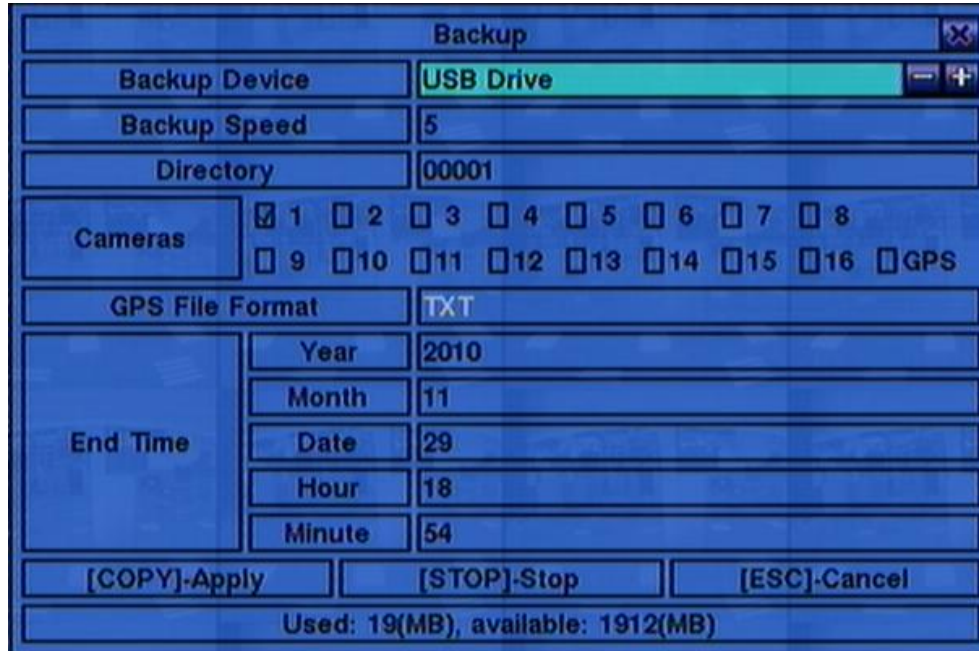 Backup
Backup Device USB Drive
Backup Speed 5
Directory 00001
Cameras
1 2 3 4 5 6 7 8
9 10 11 12 13 14 15 16 GPS
GPS File Format TXT
End Time
Year 2010
Month 11
Date 29
Hour 18
Minute 54
[COPY]-Apply [STOP]-Stop [ESC]-Cancel
Used: 19(MB), available: 1912(MB)